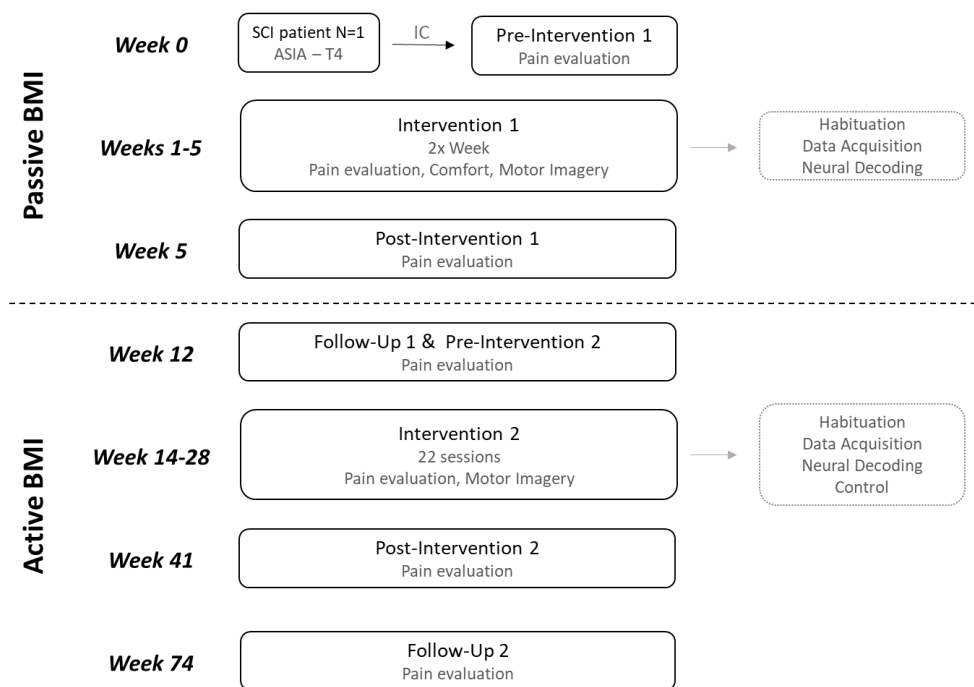 Passive BMI
Week 0
SCI patient N=1
ASIA – T4
IC
Pre-Intervention 1
Pain evaluation
Weeks 1-5
Intervention 1
2x Week
Pain evaluation, Comfort, Motor Imagery
Habituation
Data Acquisition
Neural Decoding
Week 5
Post-Intervention 1
Pain evaluation
Active BMI
Week 12
Follow-Up 1 & Pre-Intervention 2
Pain evaluation
Week 14-28
Intervention 2
22 sessions
Pain evaluation, Motor Imagery
Habituation
Data Acquisition
Neural Decoding
Control
Week 41
Post-Intervention 2
Pain evaluation
Week 74
Follow-Up 2
Pain evaluation